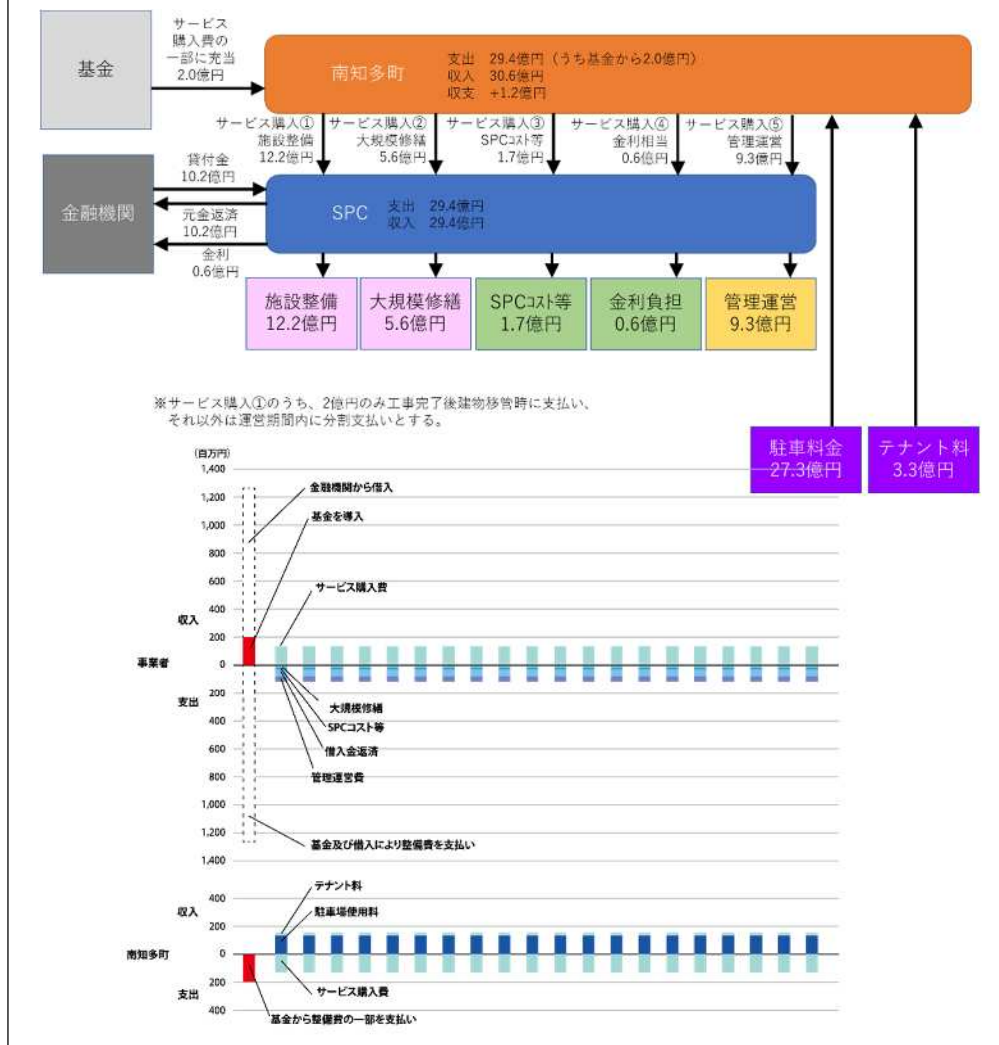 サービス
購入費の
一部に充当
2.0億円
基金
南知多町
支出 29.4億円（うち基金から2.0億円）
収入 30.6億円
収支 +1.2億円
サービス購入①
施設整備
12.2億円
サービス購入②
大規模修繕
5.6億円
サービス購入③
SPCコスト等
1.7億円
サービス購入④
金利相当
0.6億円
サービス購入⑤
管理運営
9.3億円
貸付金
10.2億円
金融機関
元金返済
10.2億円
金利
0.6億円
SPC
支出 29.4億円
収入 29.4億円
施設整備
12.2億円
大規模修繕
5.6億円
SPCコスト等
1.7億円
金利負担
0.6億円
管理運営
9.3億円
※サービス購入①のうち、2億円のみ工事完了後建物移管時に支払い、
それ以外は運営期間内に分割支払いとする。
駐車料金
27.3億円
テナント料
3.3億円
(百万円)
1,400
1,200
1,000
800
600
400
200
0
200
400
600
800
1,000
1,200
1,400
収入
事業者
支出
金融機関から借入
基金を導入
サービス購入費
大規模修繕
SPCコスト等
借入金返済
管理運営費
基金及び借入により整備費を支払い
400
200
0
200
400
収入
南知多町
支出
テナント料
駐車場使用料
サービス購入費
基金から整備費の一部を支払い